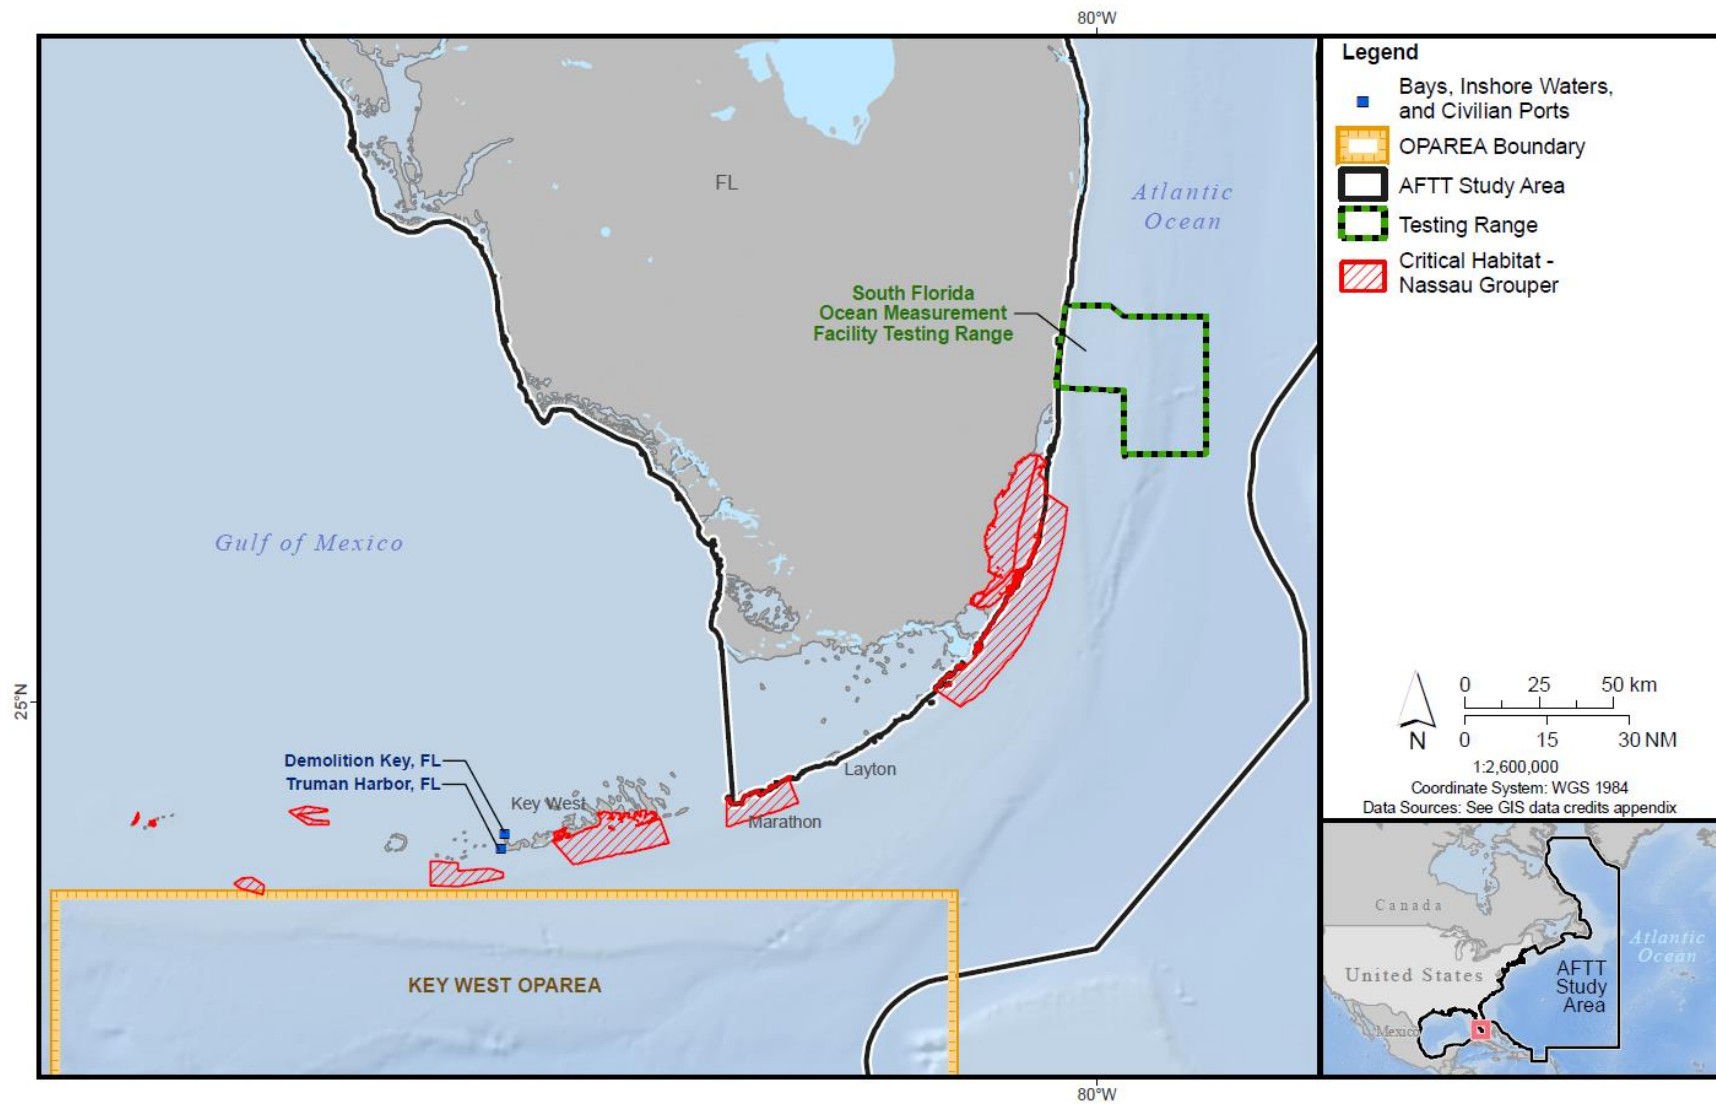 80°W
FL
Atlantic
Ocean
South Florida
Ocean Measurement
Facility Testing Range
Gulf of Mexico
25°N
Demolition Key, FL
Truman Harbor, FL
Key West
Layton
Marathon
KEY WEST OPAREA
80°W
Legend
Bays, Inshore Waters,
and Civilian Ports
OPAREA Boundary
AFTT Study Area
Testing Range
Critical Habitat -
Nassau Grouper
N
0 25 50 km
0 15 30 NM
1:2,600,000
Coordinate System: WGS 1984
Data Sources: See GIS data credits appendix
Canada
United States
Mexico
Atlantic
Ocean
AFTT
Study
Area